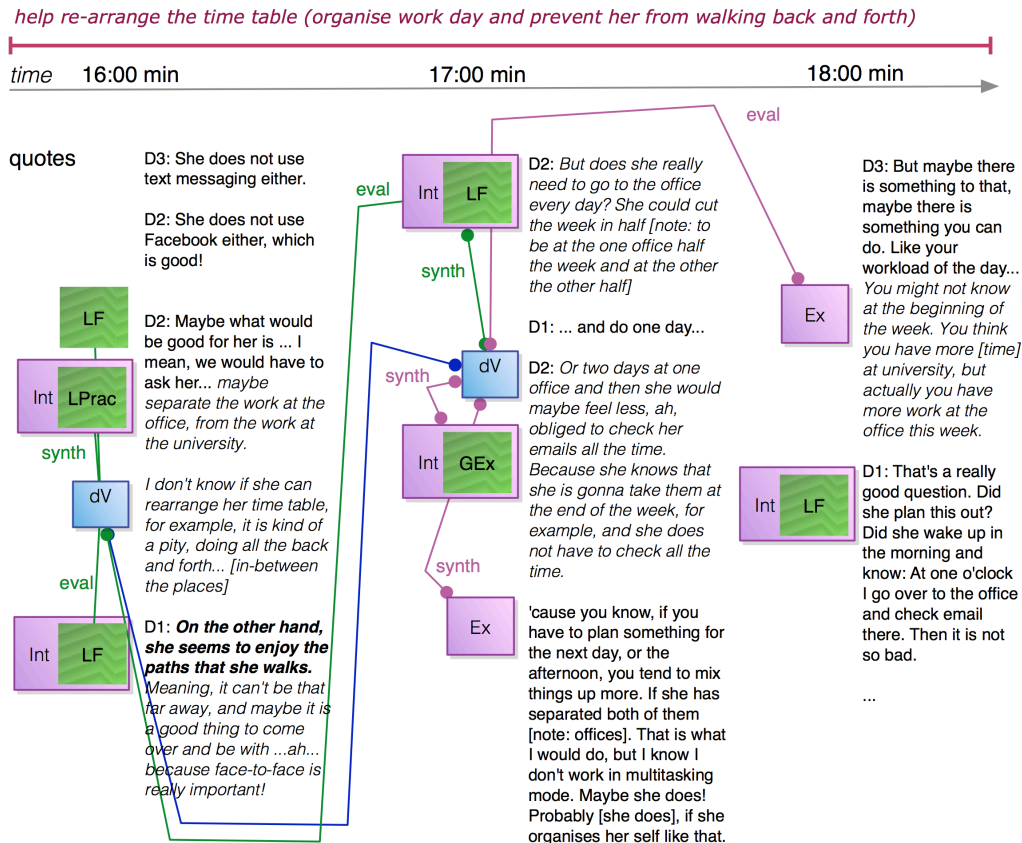 help re-arrange the time table (organise work day and prevent her from walking back and forth)
time
16:00 min
17:00 min
18:00 min
quotes
D3: She does not use
text messaging either.
D2: She does not use
Facebook either, which
is good!
LF
D2: Maybe what would
be good for her is ... I
mean, we would have to
ask her... maybe
separate the work at the
office, from the work at
the university.
Int
LPrac
synth
dV
I don't know if she can
rearrange her time table,
for example, it is kind of
a pity, doing all the back
and forth... [in-between
the places]
eval
Int
LF
D1: On the other hand,
she seems to enjoy the
paths that she walks.
Meaning, it can't be that
far away, and maybe it is
a good thing to come
over and be with ...ah...
because face-to-face is
really important!
eval
Int
LF
synth
D2: But does she really
need to go to the office
every day? She could cut
the week in half [note: to
be at the one office half
the week and at the other
the other half]
D1: ... and do one day...
dV
synth
D2: Or two days at one
office and then she would
maybe feel less, ah,
obliged to check her
emails all the time.
Because she knows that
she is gonna take them at
the end of the week, for
example, and she does
not have to check all the
time.
Int
GEx
synth
Ex
'cause you know, if you
have to plan something for
the next day, or the
afternoon, you tend to mix
things up more. If she has
separated both of them
[note: offices]. That is what
I would do, but I know I
don't work in multitasking
mode. Maybe she does!
Probably [she does], if she
organises her self like that.
eval
Ex
D3: But maybe there
is something to that,
maybe there is
something you can
do. Like your
workload of the day...
You might not know
at the beginning of
the week. You think
you have more [time]
at university, but
actually you have
more work at the
office this week.
Int
LF
D1: That's a really
good question. Did
she plan this out?
Did she wake up in
the morning and
know: At one o'clock
I go over to the office
and check email
there. Then it is not
so bad.
...